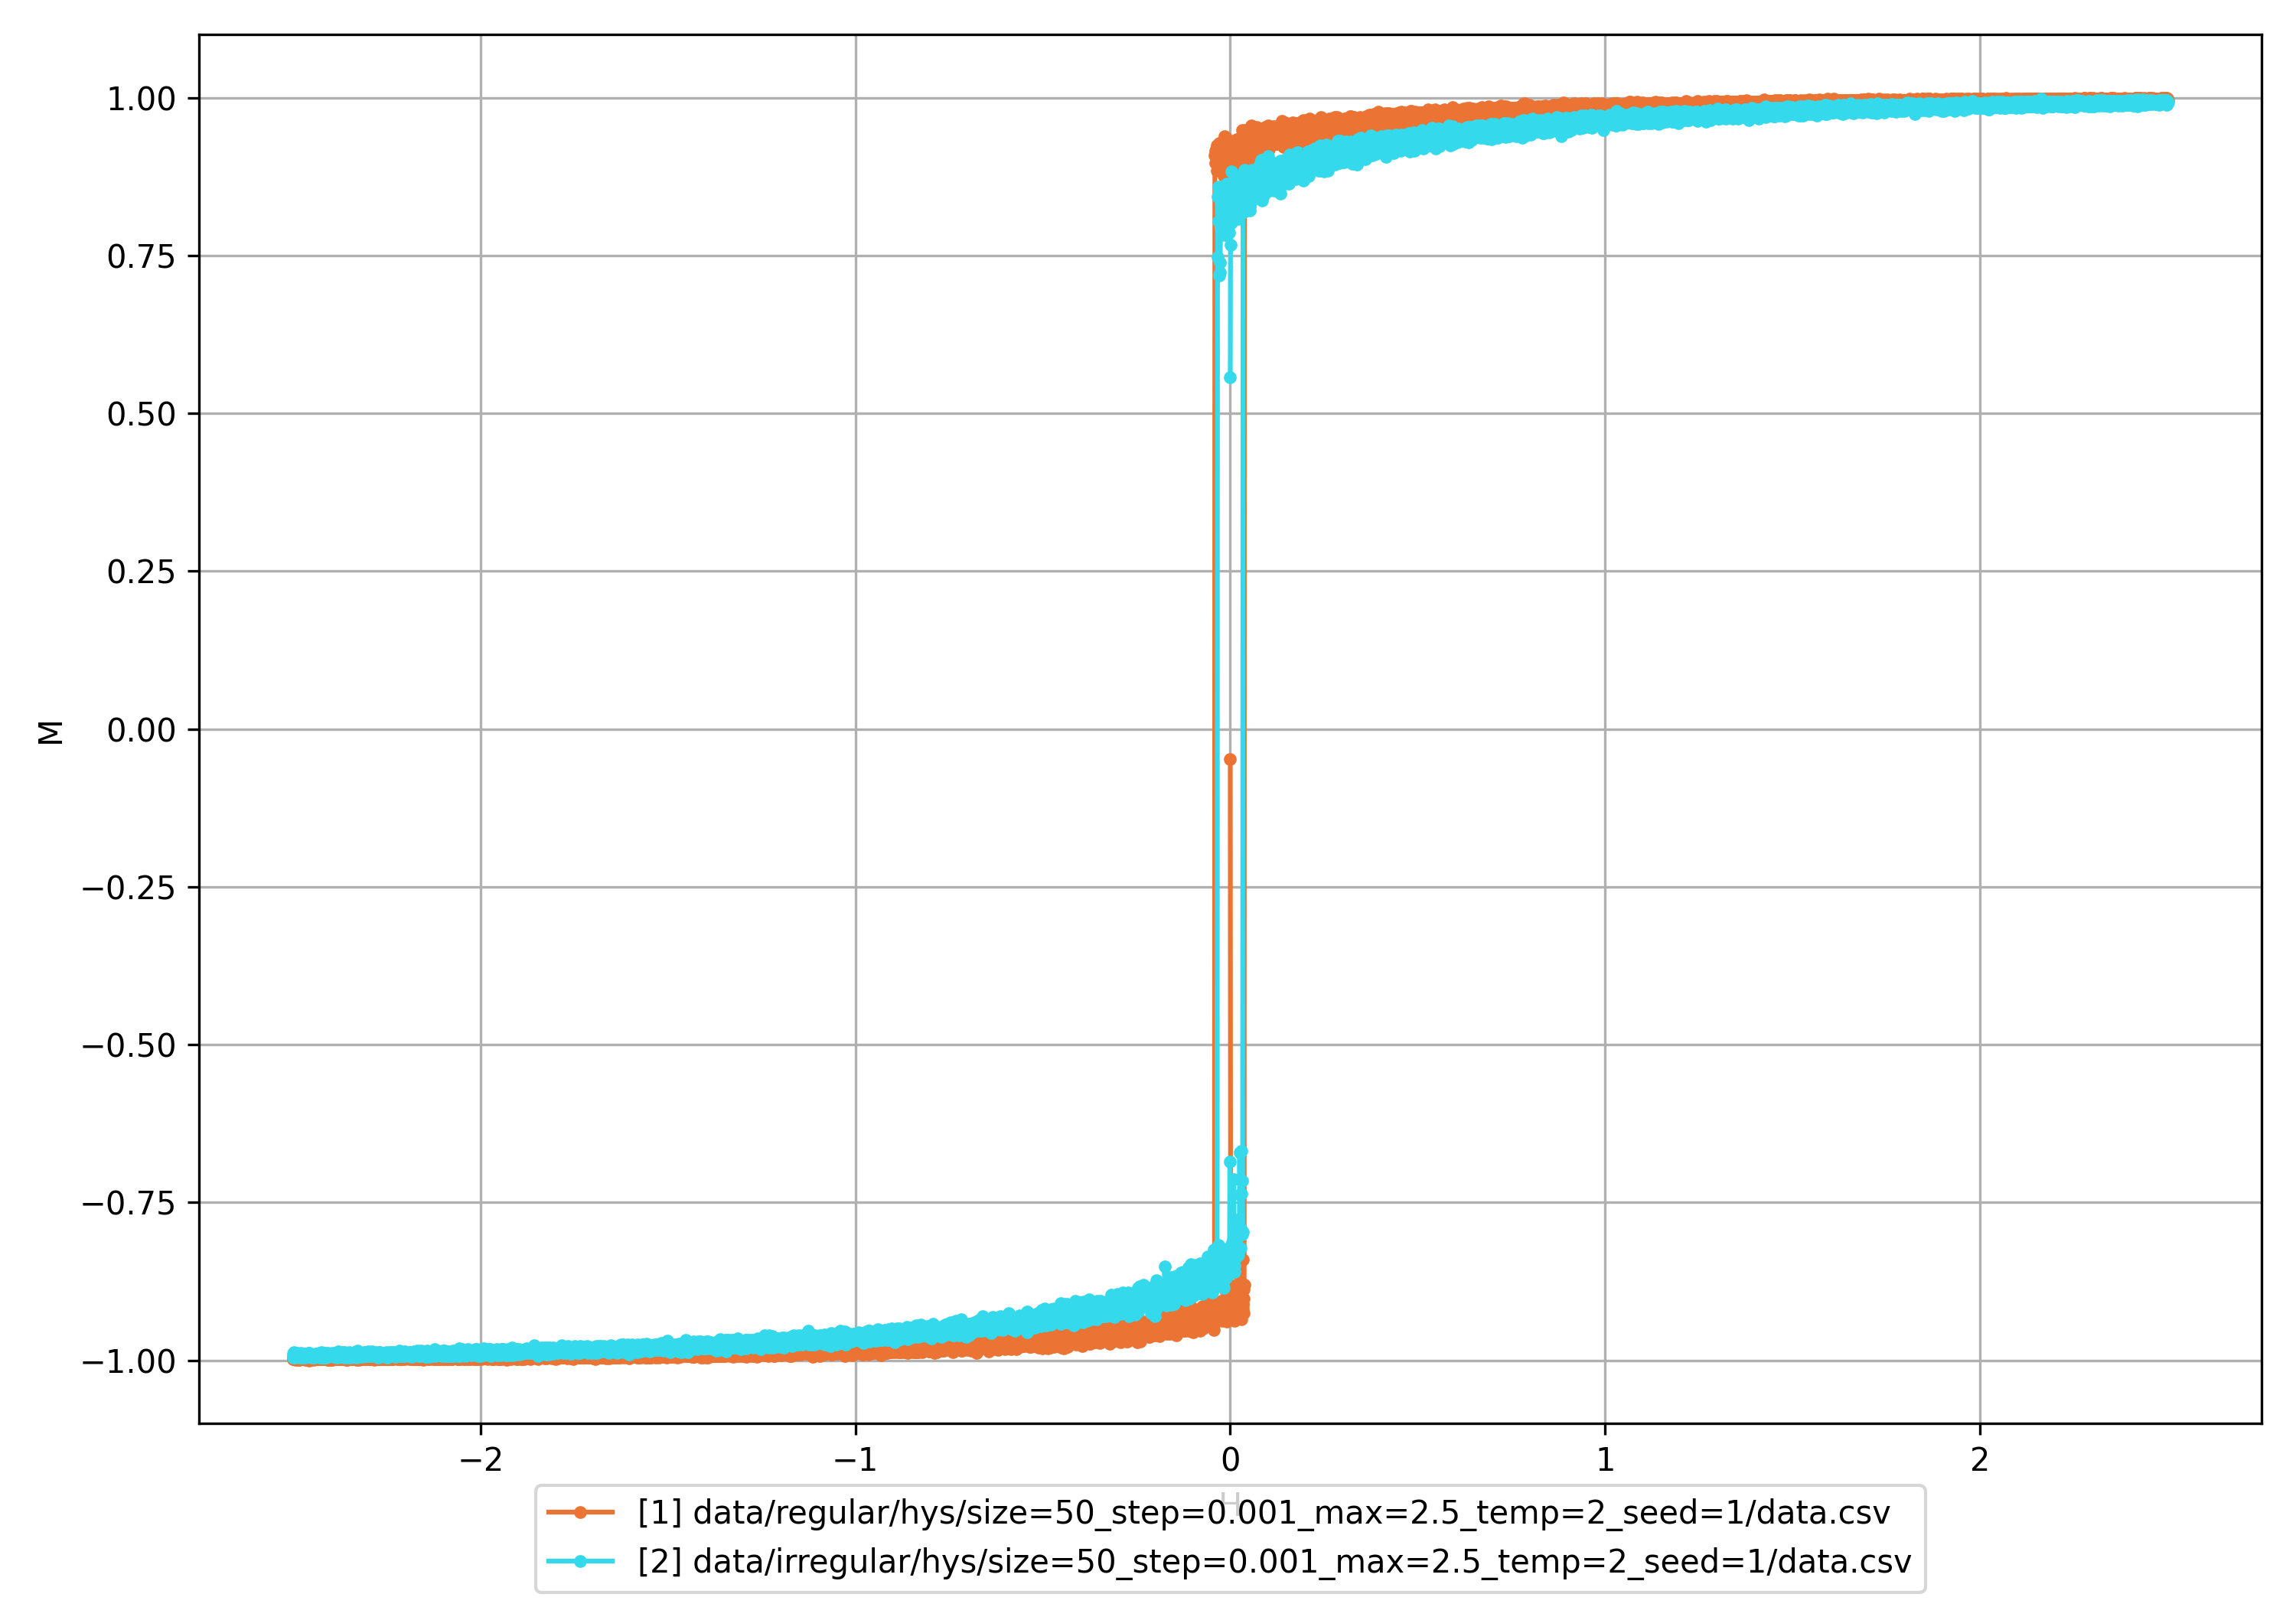 1.00
0.75
0.50
0.25
0.00
−0.25
−0.50
−0.75
−1.00
M
−2 −1 0 1 2
H
[1] data/regular/hys/size=50_step=0.001_max=2.5_temp=2_seed=1/data.csv
[2] data/irregular/hys/size=50_step=0.001_max=2.5_temp=2_seed=1/data.csv